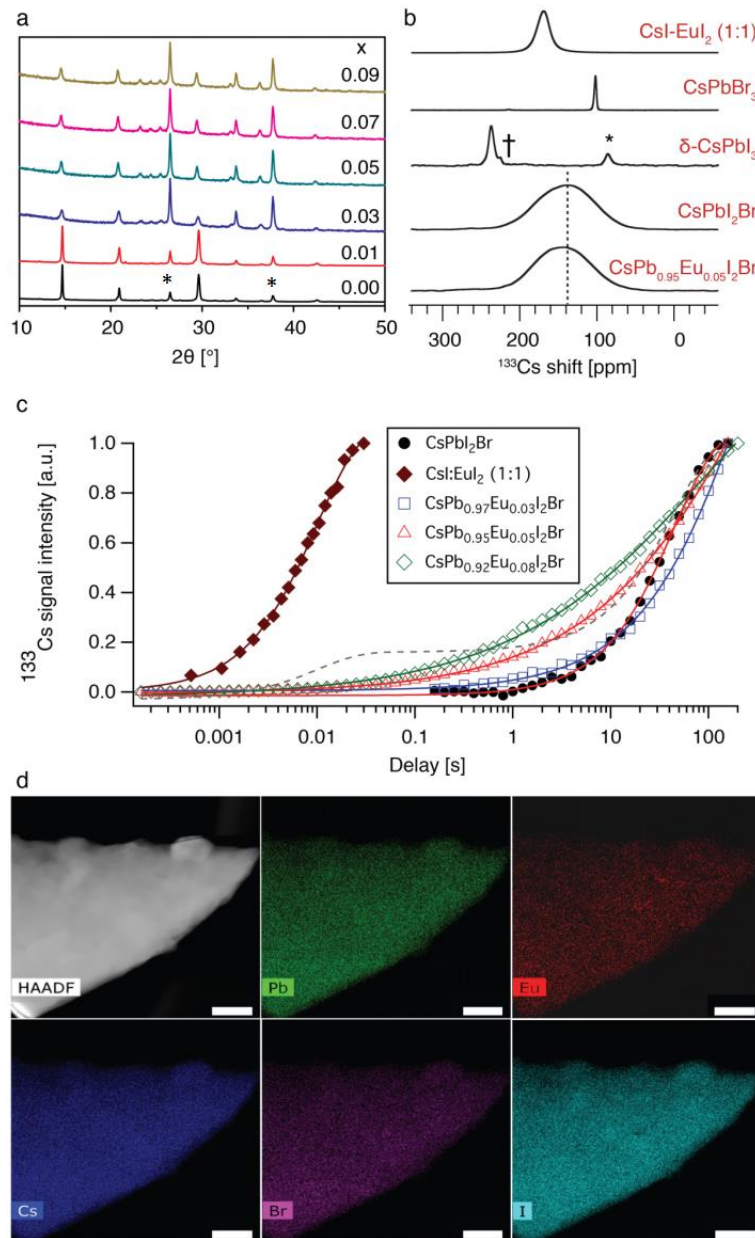 a
x
0.09
0.07
0.05
0.03
0.01
0.00
*
*
10 20 30 40 50
2θ [°]
b
CsI-EuI₂ (1:1)
CsPbBr₃
δ-CsPbI₃
†
*
CsPbI₂Br
CsPb₀.₉₅Eu₀.₀₅I₂Br
300 200 100 0
¹³³Cs shift [ppm]
c
¹³³Cs signal intensity [a.u.]
1.0
0.8
0.6
0.4
0.2
0.0
CsPbI₂Br
CsI:EuI₂ (1:1)
CsPb₀.₉₇Eu₀.₀₃I₂Br
CsPb₀.₉₅Eu₀.₀₅I₂Br
CsPb₀.₉₂Eu₀.₀₈I₂Br
0.001 0.01 0.1 1 10 100
Delay [s]
d
HAADF
Pb
Eu
Cs
Br
I